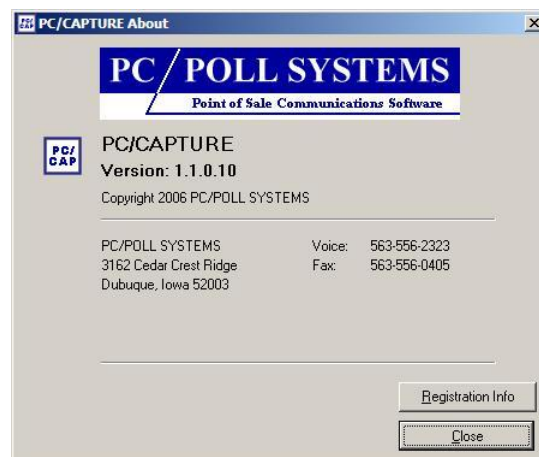 PC/CAPTURE About
PC/POLL SYSTEMS
Point of Sale Communications Software
PC/
CAP
PC/CAPTURE
Version: 1.1.0.10
Copyright 2006 PC/POLL SYSTEMS
PC/POLL SYSTEMS Voice: 563-556-2323
3162 Cedar Crest Ridge Fax: 563-556-0405
Dubuque, Iowa 52003
Registration Info
Close